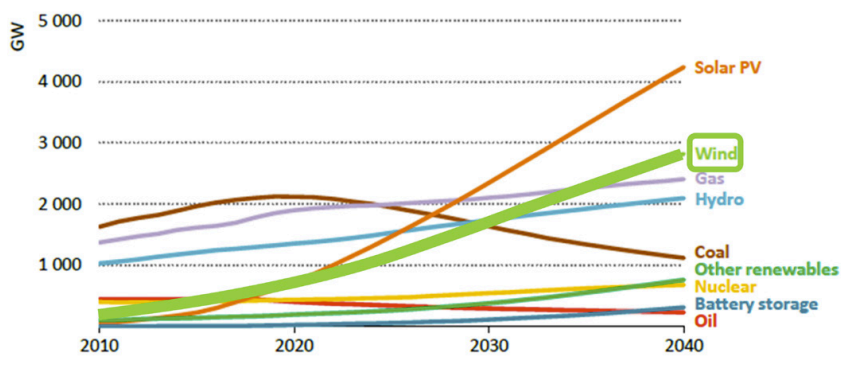 GW
5 000
4 000
3 000
2 000
1 000
Solar PV
Wind
Gas
Hydro
Coal
Other renewables
Nuclear
Battery storage
Oil
2010 2020 2030 2040